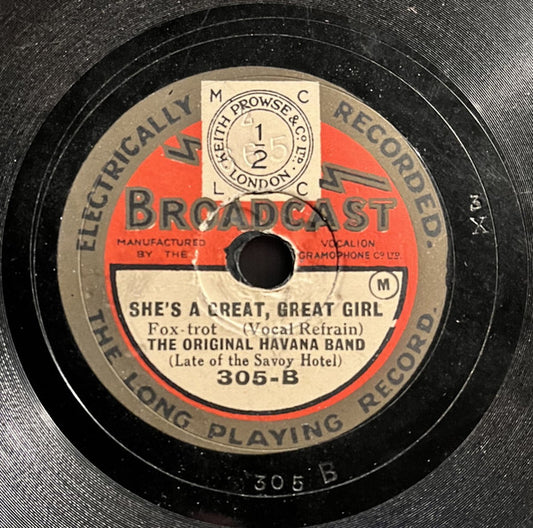 ELECTRICALLY RECORDED.
M C
KEITH PROWSE & Co LTD.
1/2
LONDON
L C
BROADCAST
MANUFACTURED BY THE
VOCALION GRAMOPHONE Co LTD.
M
SHE'S A CREAT, GREAT GIRL
Fox-trot (Vocal Refrain)
THE ORIGINAL HAVANA BAND
(Late of the Savoy Hotel)
305-B
THE LONG PLAYING RECORD.
305 B